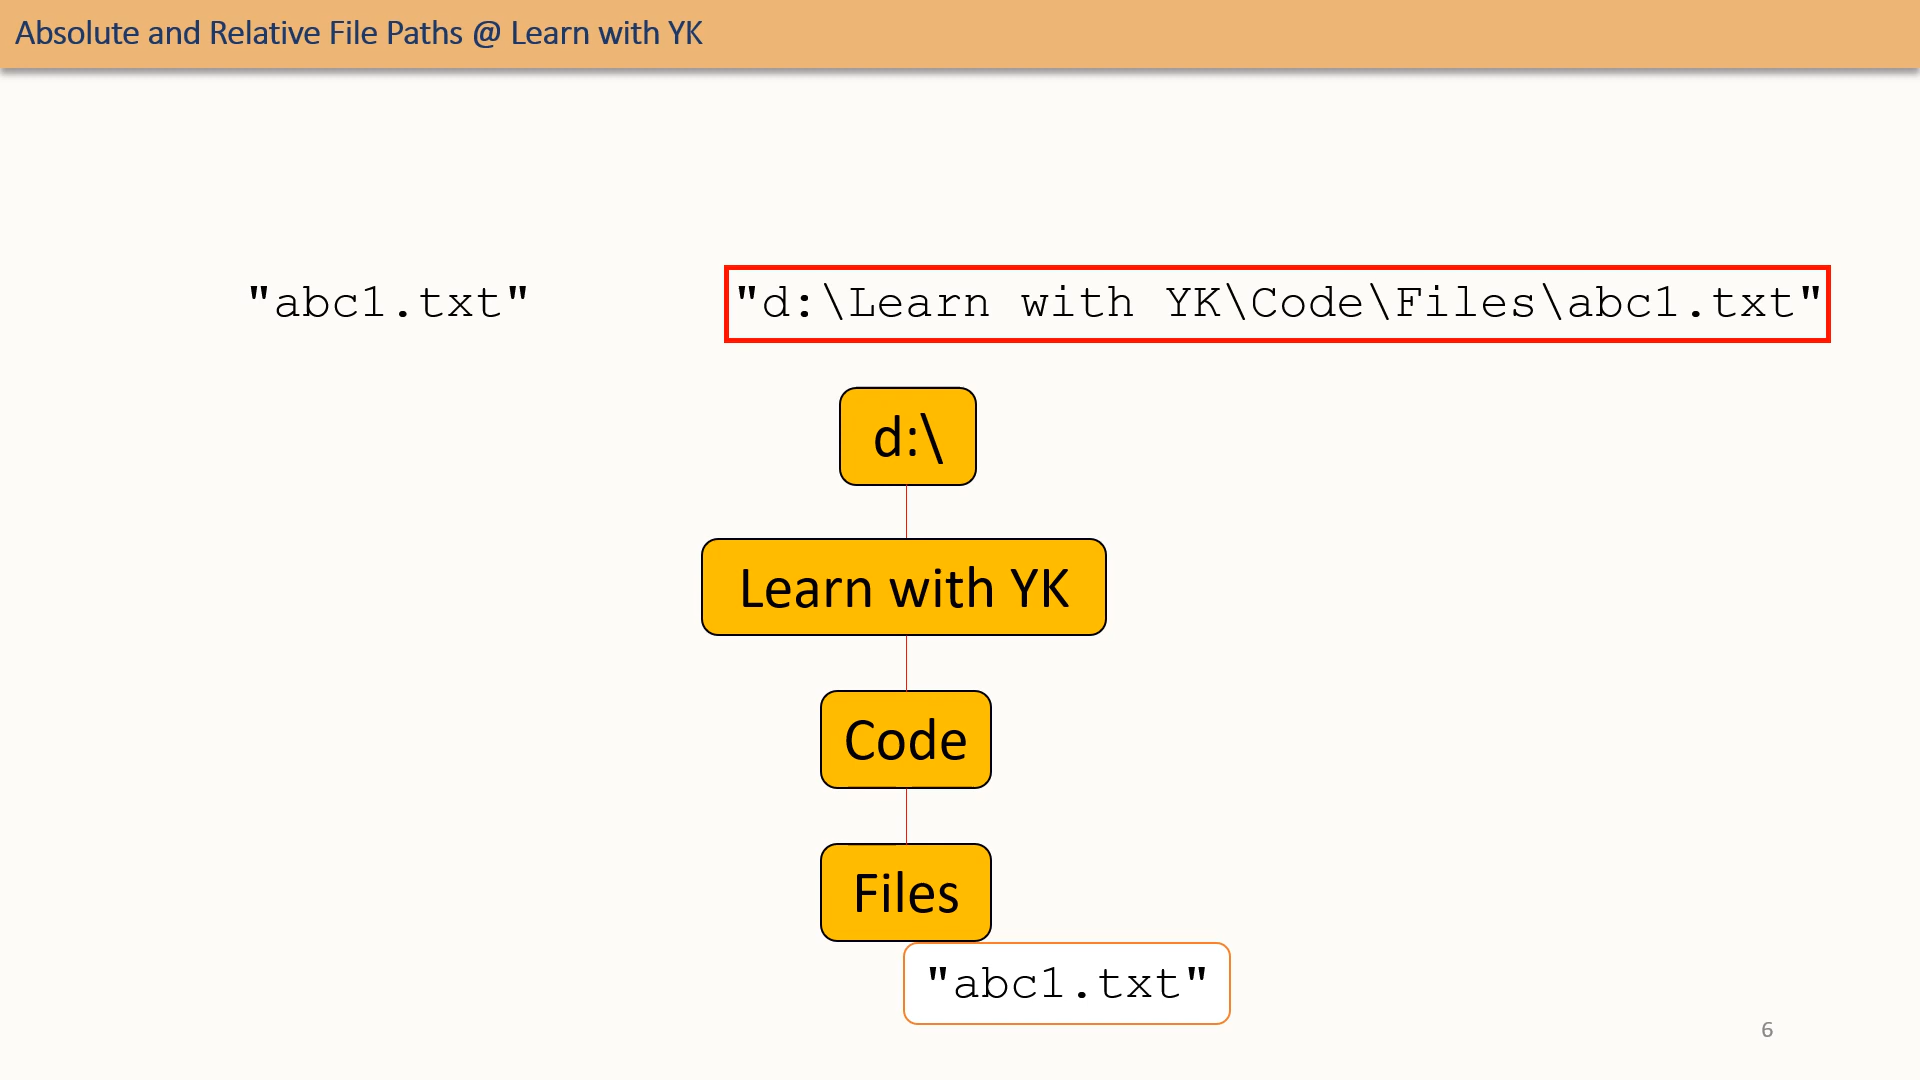 Absolute and Relative File Paths @ Learn with YK
"abc1.txt"
"d:\Learn with YK\Code\Files\abc1.txt"
d:\
Learn with YK
Code
Files
"abc1.txt"
6